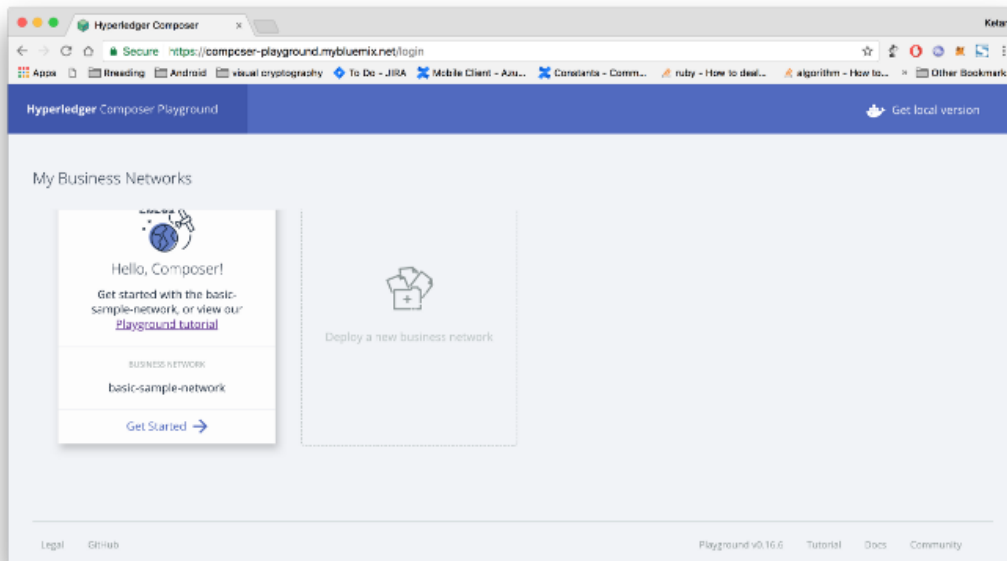 Hyperledger Composer
Secure https://composer-playground.mybluemix.net/login
Apps Rreading Android visual cryptography To Do - JIRA Mobile Client - Azu... Constants - Comm... ruby - How to deal... algorithm - How to... » Other Bookmark
Hyperledger Composer Playground
Get local version
My Business Networks
Hello, Composer!
Get started with the basic-
sample-network, or view our
Playground tutorial
BUSINESS NETWORK
basic-sample-network
Get Started
Deploy a new business network
Legal GitHub Playground v0.16.6 Tutorial Docs Community